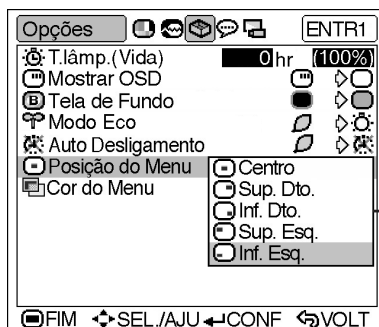 Opções ENTR1
T.lâmp.(Vida) 0 hr (100%)
Mostrar OSD
B Tela de Fundo
Modo Eco
Auto Desligamento
Posição do Menu
Cor do Menu
Centro
Sup. Dto.
Inf. Dto.
Sup. Esq.
Inf. Esq.
FIM SEL./AJU CONF VOLT